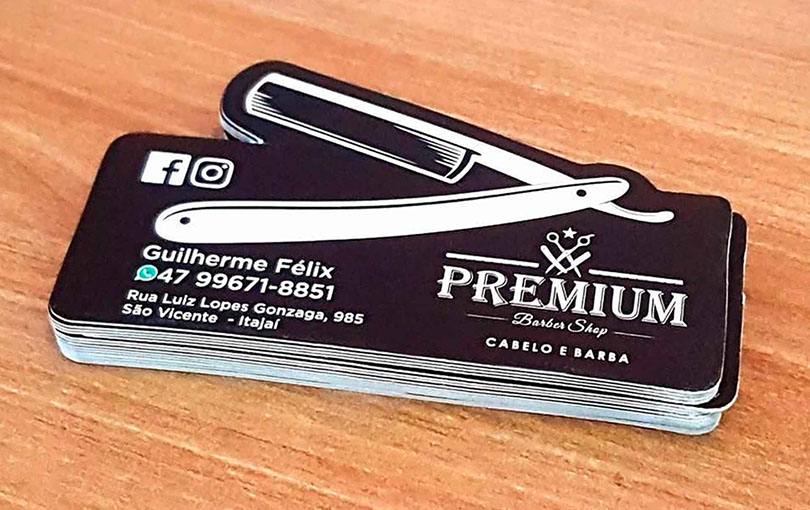 Guilherme Félix
47 99671-8851
Rua Luiz Lopes Gonzaga, 985
São Vicente - Itajaí
PREMIUM
Barber Shop
CABELO E BARBA